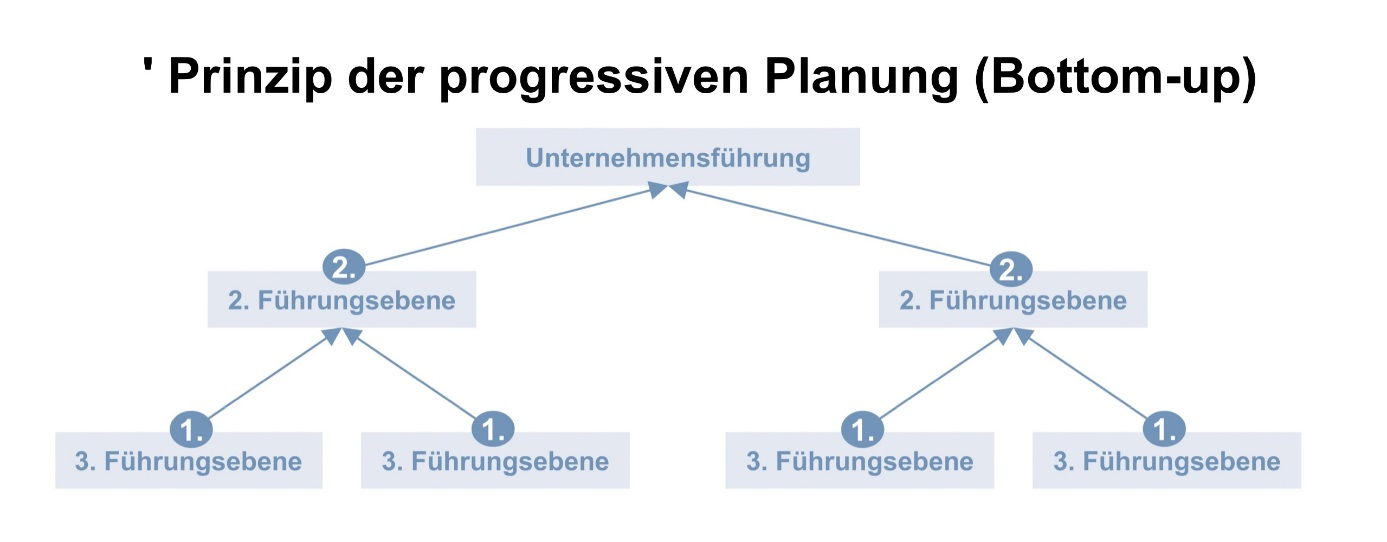 ' Prinzip der progressiven Planung (Bottom-up)
Unternehmensführung
2.
2.
2. Führungsebene
2. Führungsebene
1.
1.
1.
1.
3. Führungsebene
3. Führungsebene
3. Führungsebene
3. Führungsebene